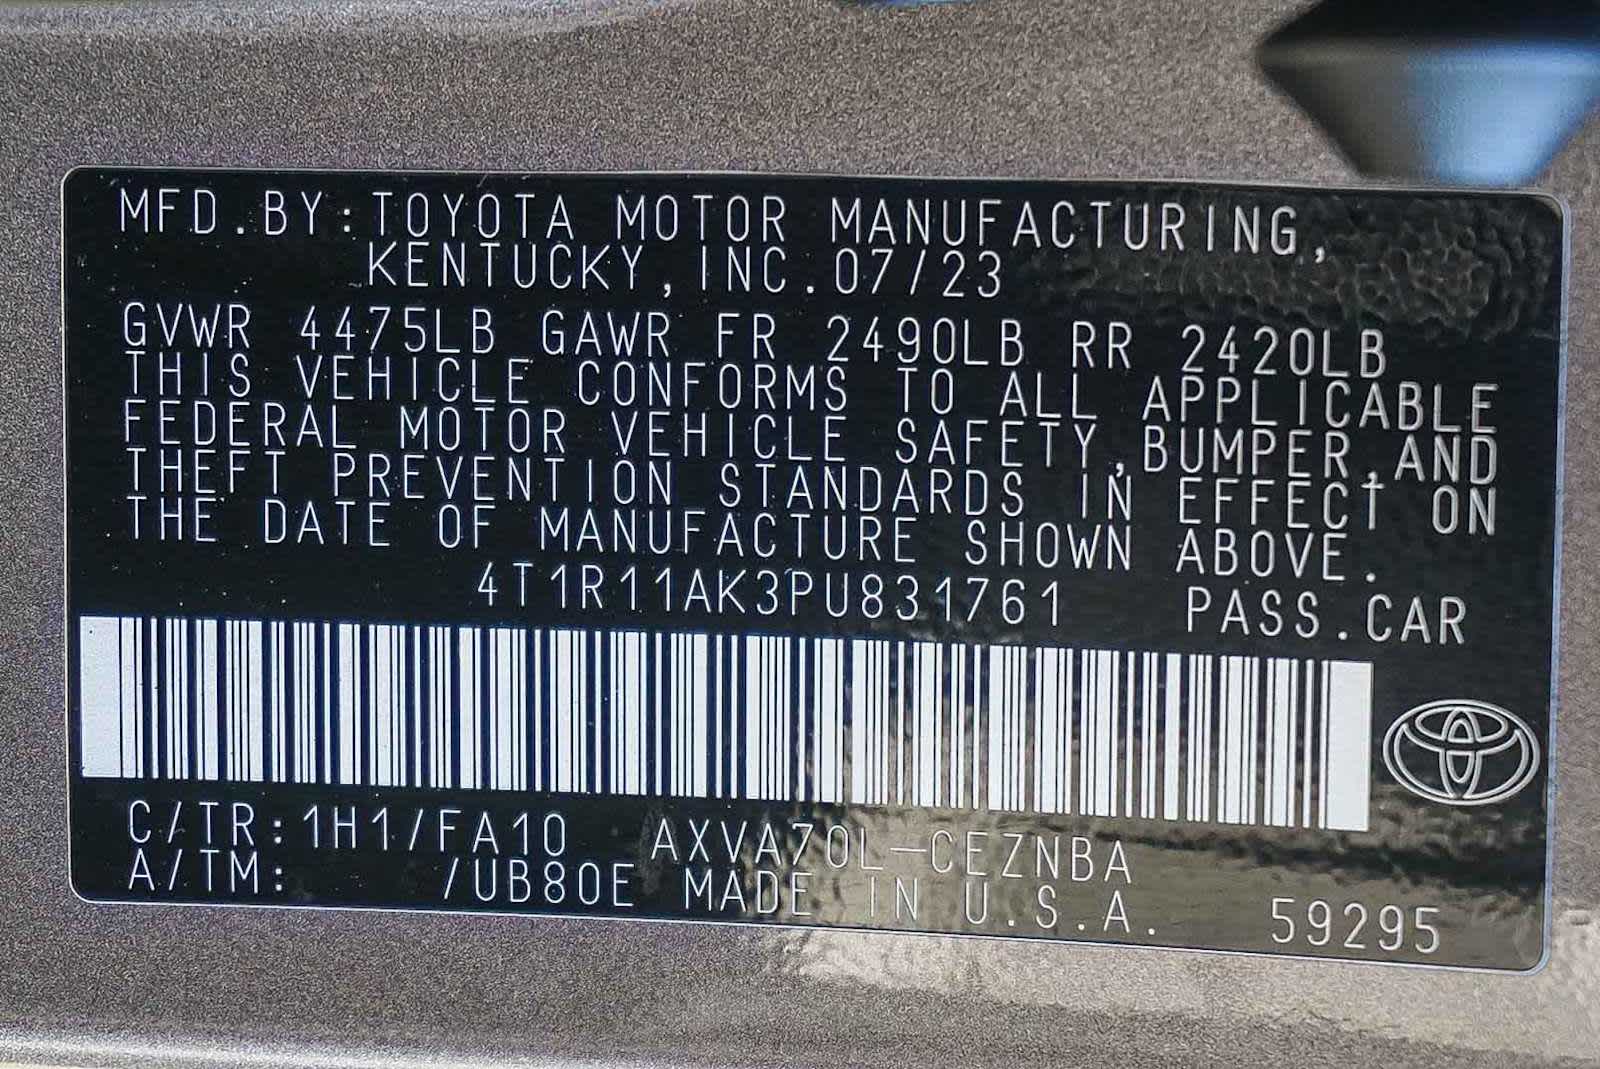 MFD.BY:TOYOTA MOTOR MANUFACTURING,
KENTUCKY,INC.07/23
GVWR 4475LB GAWR FR 2490LB RR 2420LB
THIS VEHICLE CONFORMS TO ALL APPLICABLE
FEDERAL MOTOR VEHICLE SAFETY,BUMPER,AND
THEFT PREVENTION STANDARDS IN EFFECT ON
THE DATE OF MANUFACTURE SHOWN ABOVE.
4T1R11AK3PU831761 PASS.CAR
C/TR:1H1/FA10 AXVA70L-CEZNBA
A/TM: /UB80E MADE IN U.S.A. 59295